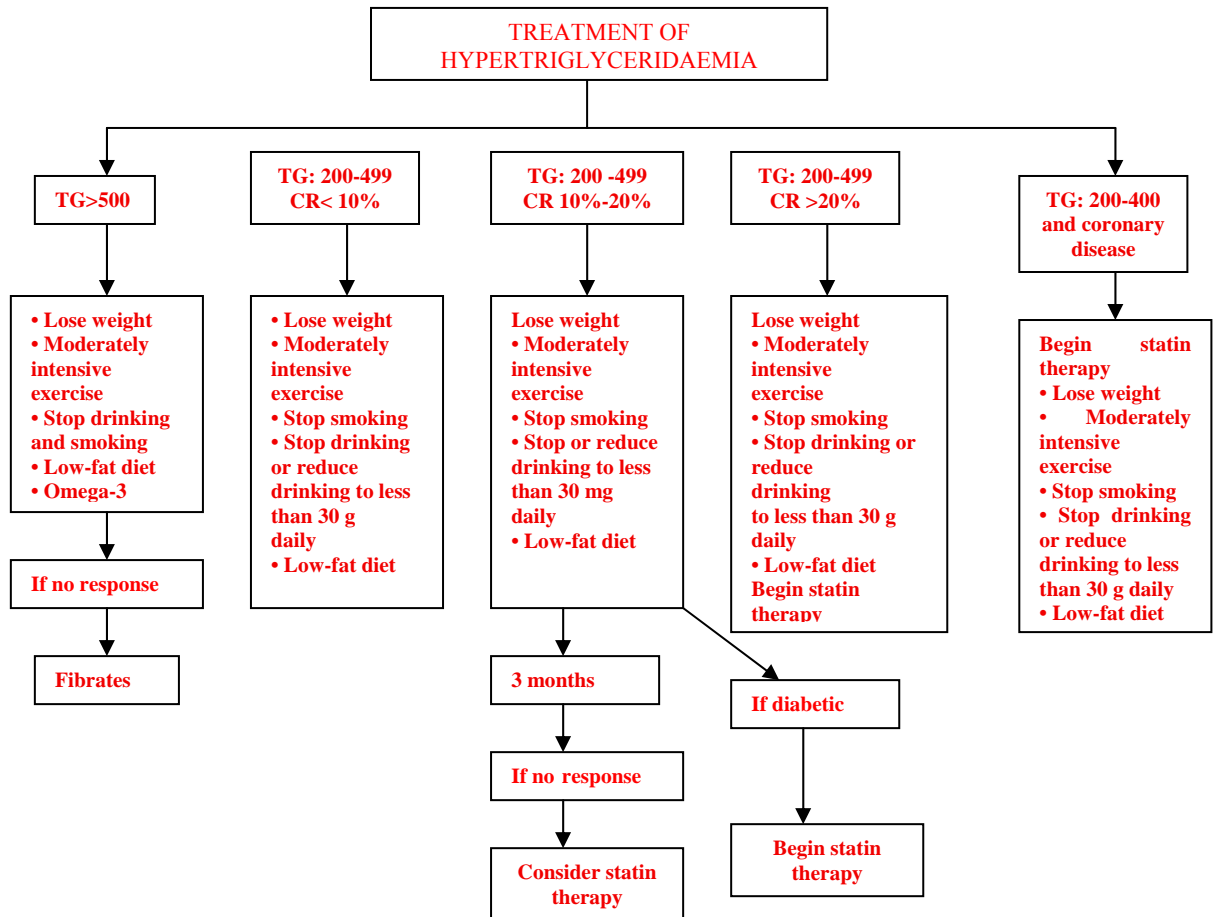 TREATMENT OF
HYPERTRIGLYCERIDAEMIA
TG>500
TG: 200-499
CR< 10%
TG: 200 -499
CR 10%-20%
TG: 200-499
CR >20%
TG: 200-400
and coronary
disease
• Lose weight
• Moderately
intensive
exercise
• Stop drinking
and smoking
• Low-fat diet
• Omega-3
• Lose weight
• Moderately
intensive
exercise
• Stop smoking
• Stop drinking
or reduce
drinking to less
than 30 g
daily
• Low-fat diet
Lose weight
• Moderately
intensive
exercise
• Stop smoking
• Stop or reduce
drinking to less
than 30 mg
daily
• Low-fat diet
Lose weight
• Moderately
intensive
exercise
• Stop smoking
• Stop drinking or
reduce
drinking
to less than 30 g
daily
• Low-fat diet
Begin statin
therapy
Begin statin
therapy
• Lose weight
• Moderately
intensive
exercise
• Stop smoking
• Stop drinking
or reduce
drinking to less
than 30 g daily
• Low-fat diet
If no response
Fibrates
3 months
If no response
Consider statin
therapy
If diabetic
Begin statin
therapy